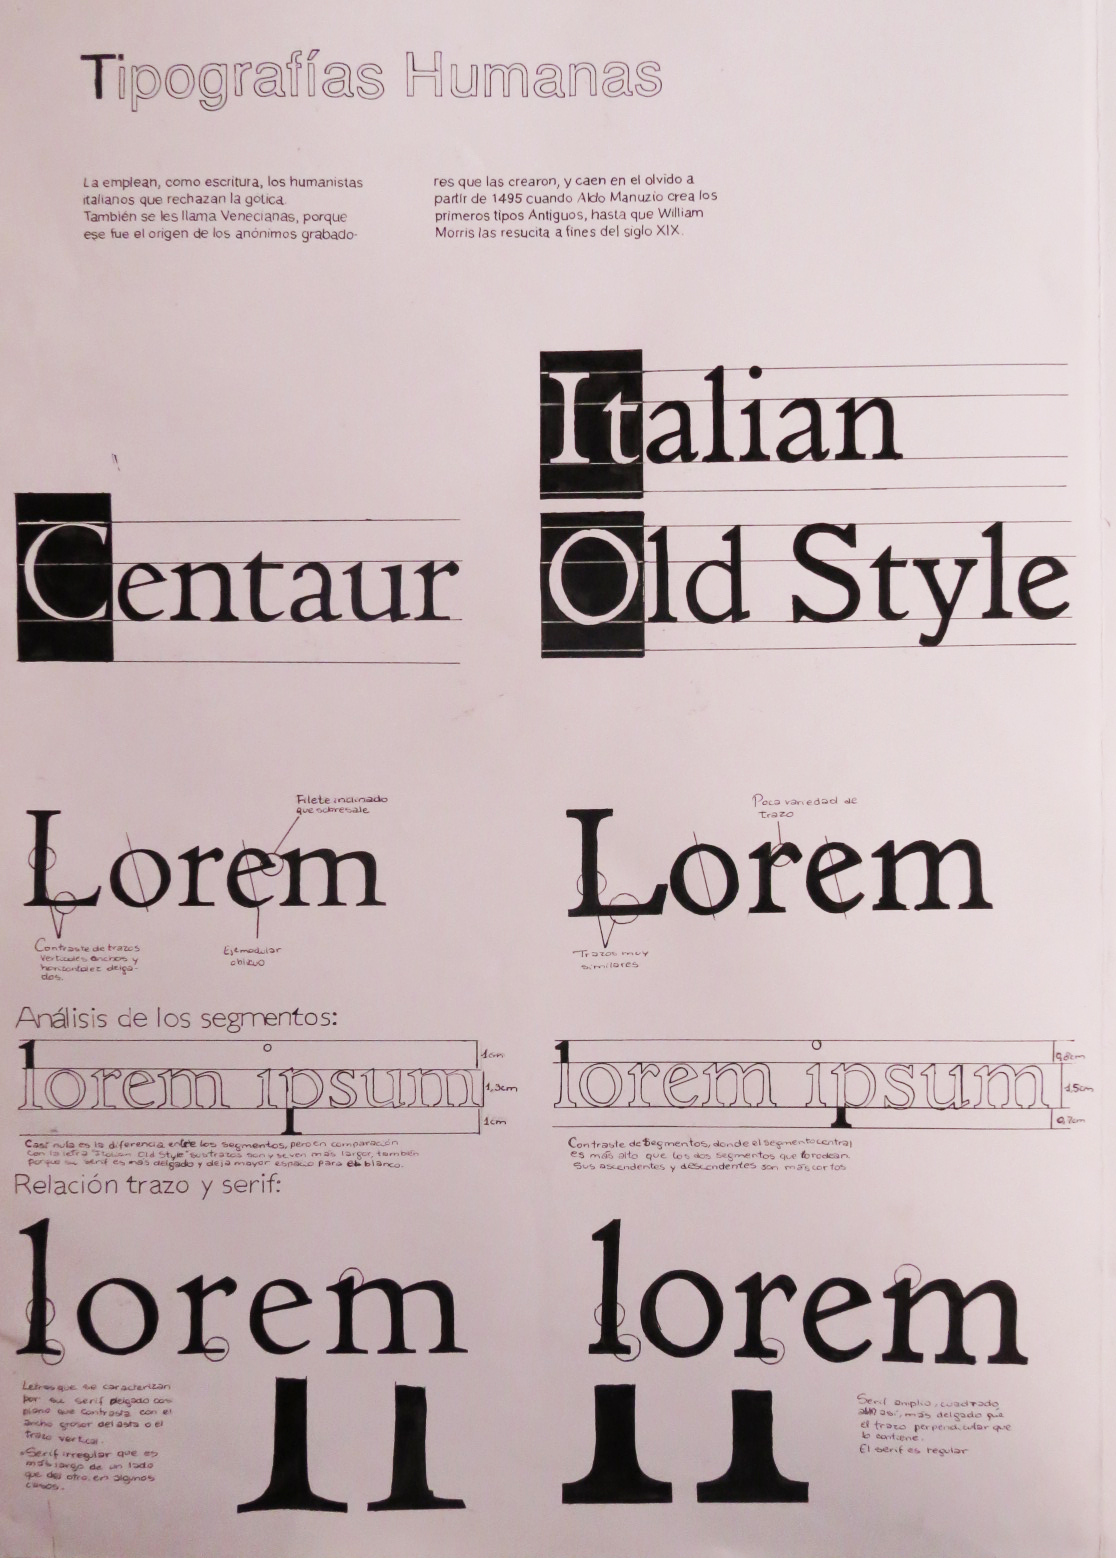 Tipografías Humanas
La emplean, como escritura, los humanistas
italianos que rechazan la gotica.
También se les llama Venecianas, porque
ese fue el origen de los anónimos grabado-
res que las crearon, y caen en el olvido a
partir de 1495 cuando Aldo Manuzio crea los
primeros tipos Antiguos, hasta que William
Morris las resucita a fines del siglo XIX.
Centaur
Italian
Old Style
Filete inclinado
que sobresale
Lorem
Contraste de trazos
verticales anchos y
horizontales delga-
dos.
Eje modular
oblicuo
Poca variedad de
trazo
Lorem
Trazos muy
similares
Análisis de los segmentos:
lorem ipsum
1cm
1,3cm
1cm
Casi nula es la diferencia entre los segmentos, pero en comparación
con la letra "Italian Old Style" sus trazos son y se ven más largos, también
porque su serif es más delgado y deja mayor espacio para el blanco.
lorem ipsum
0,8cm
1,5cm
0,7cm
Contraste de segmentos, donde el segmento central
es más alto que los dos segmentos que lo rodean.
Sus ascendentes y descendentes son más cortos
Relación trazo y serif:
lorem
Letras que se caracterizan
por su serif delgado casi
plano que contrasta con el
ancho grosor del asta o el
trazo vertical.
Serif irregular que es
más largo de un lado
que del otro, en algunos
casos.
lorem
Serif amplio, cuadrado,
aún así, más delgado que
el trazo perpendicular que
lo contiene.
El serif es regular